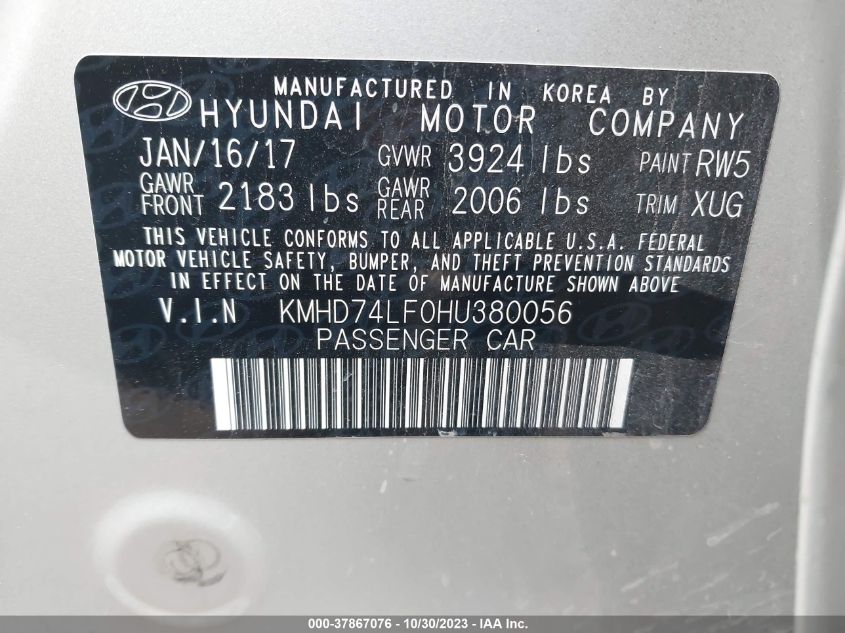 MANUFACTURED IN KOREA BY
HYUNDAI MOTOR COMPANY
JAN/16/17 GVWR 3924 lbs PAINT RW5
GAWR FRONT 2183 lbs GAWR REAR 2006 lbs TRIM XUG
THIS VEHICLE CONFORMS TO ALL APPLICABLE U.S.A. FEDERAL
MOTOR VEHICLE SAFETY, BUMPER, AND THEFT PREVENTION STANDARDS
IN EFFECT ON THE DATE OF MANUFACTURE SHOWN ABOVE
V.I.N KMHD74LF0HU380056
PASSENGER CAR
000-37867076 - 10/30/2023 - IAA Inc.